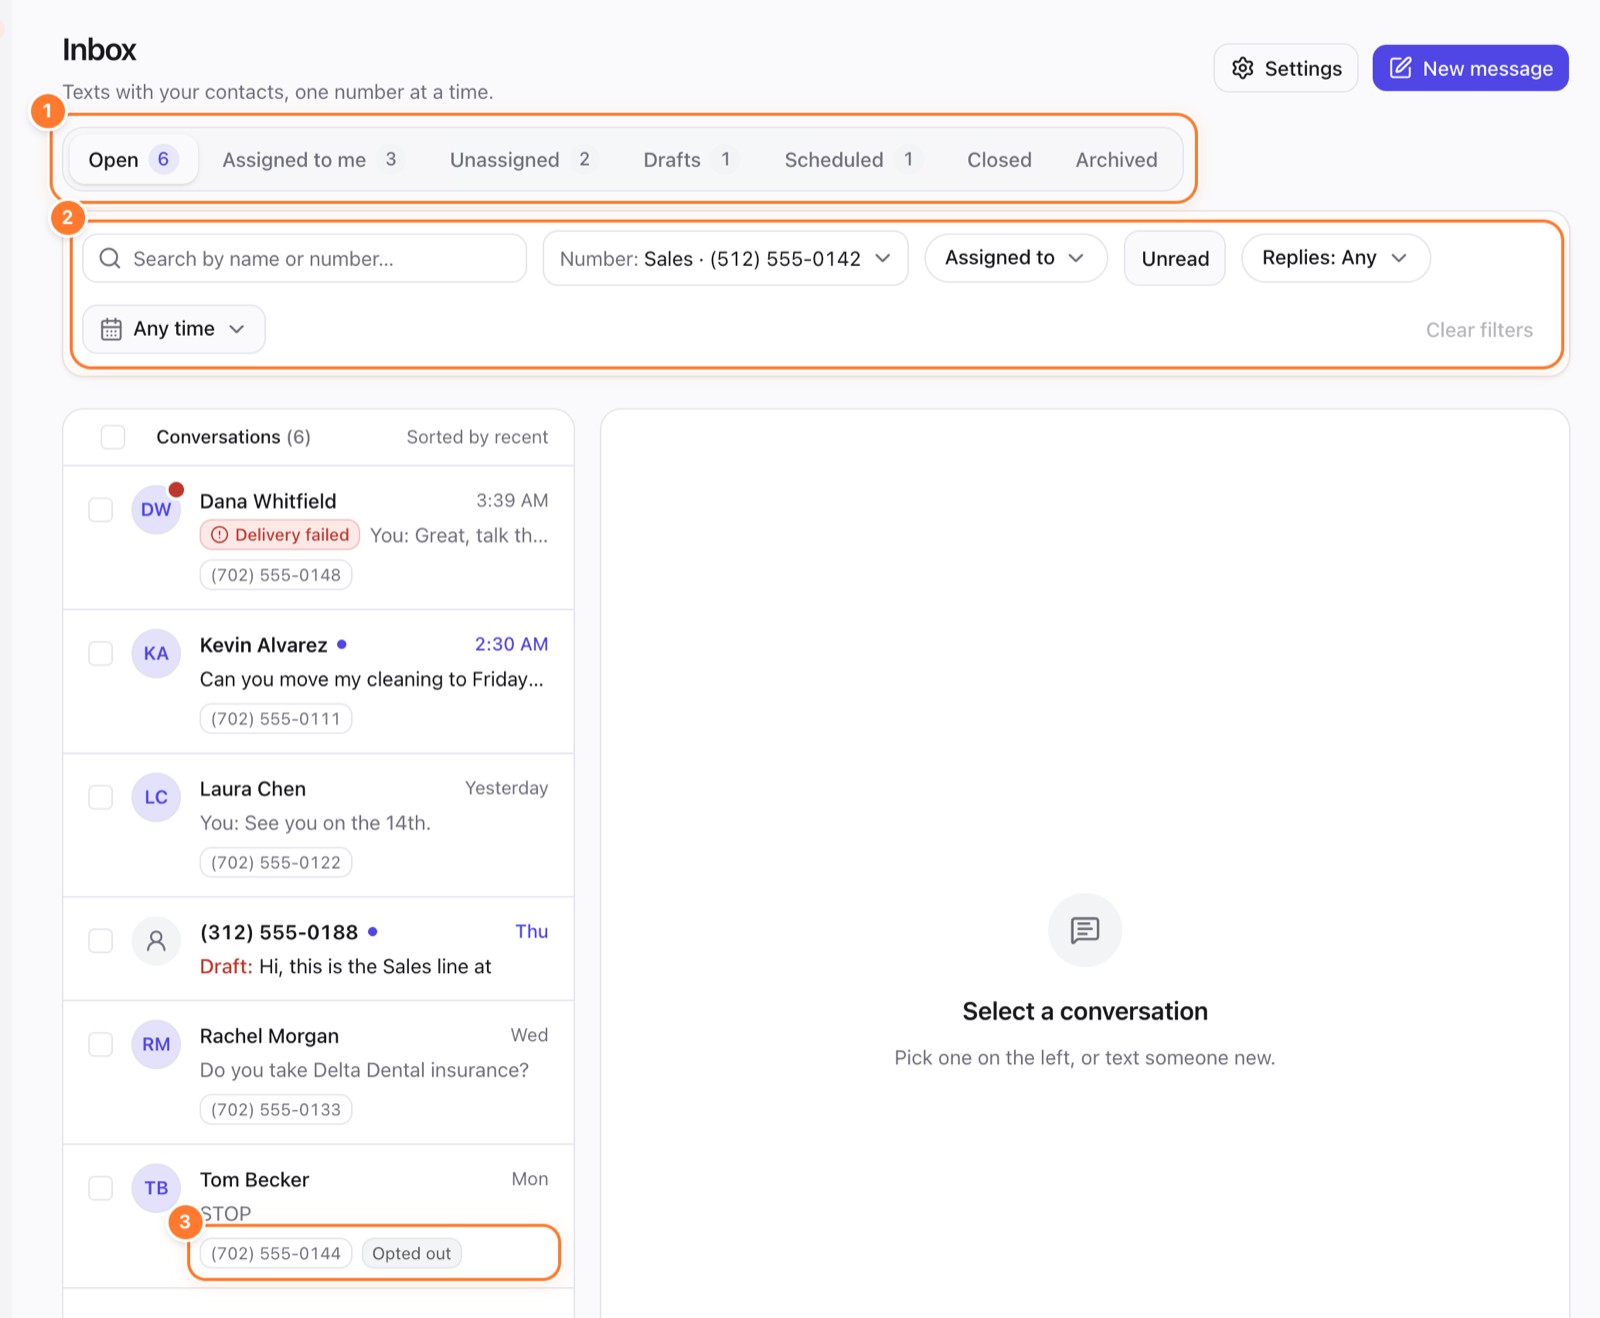 Inbox
Texts with your contacts, one number at a time.
Settings
New message
1
Open 6 Assigned to me 3 Unassigned 2 Drafts 1 Scheduled 1 Closed Archived
2
Search by name or number... Number: Sales · (512) 555-0142 Assigned to Unread Replies: Any
Any time Clear filters
Conversations (6) Sorted by recent
DW Dana Whitfield 3:39 AM
Delivery failed You: Great, talk th...
(702) 555-0148
KA Kevin Alvarez 2:30 AM
Can you move my cleaning to Friday...
(702) 555-0111
LC Laura Chen Yesterday
You: See you on the 14th.
(702) 555-0122
(312) 555-0188 Thu
Draft: Hi, this is the Sales line at
RM Rachel Morgan Wed
Do you take Delta Dental insurance?
(702) 555-0133
TB Tom Becker Mon
STOP
3
(702) 555-0144 Opted out
Select a conversation
Pick one on the left, or text someone new.